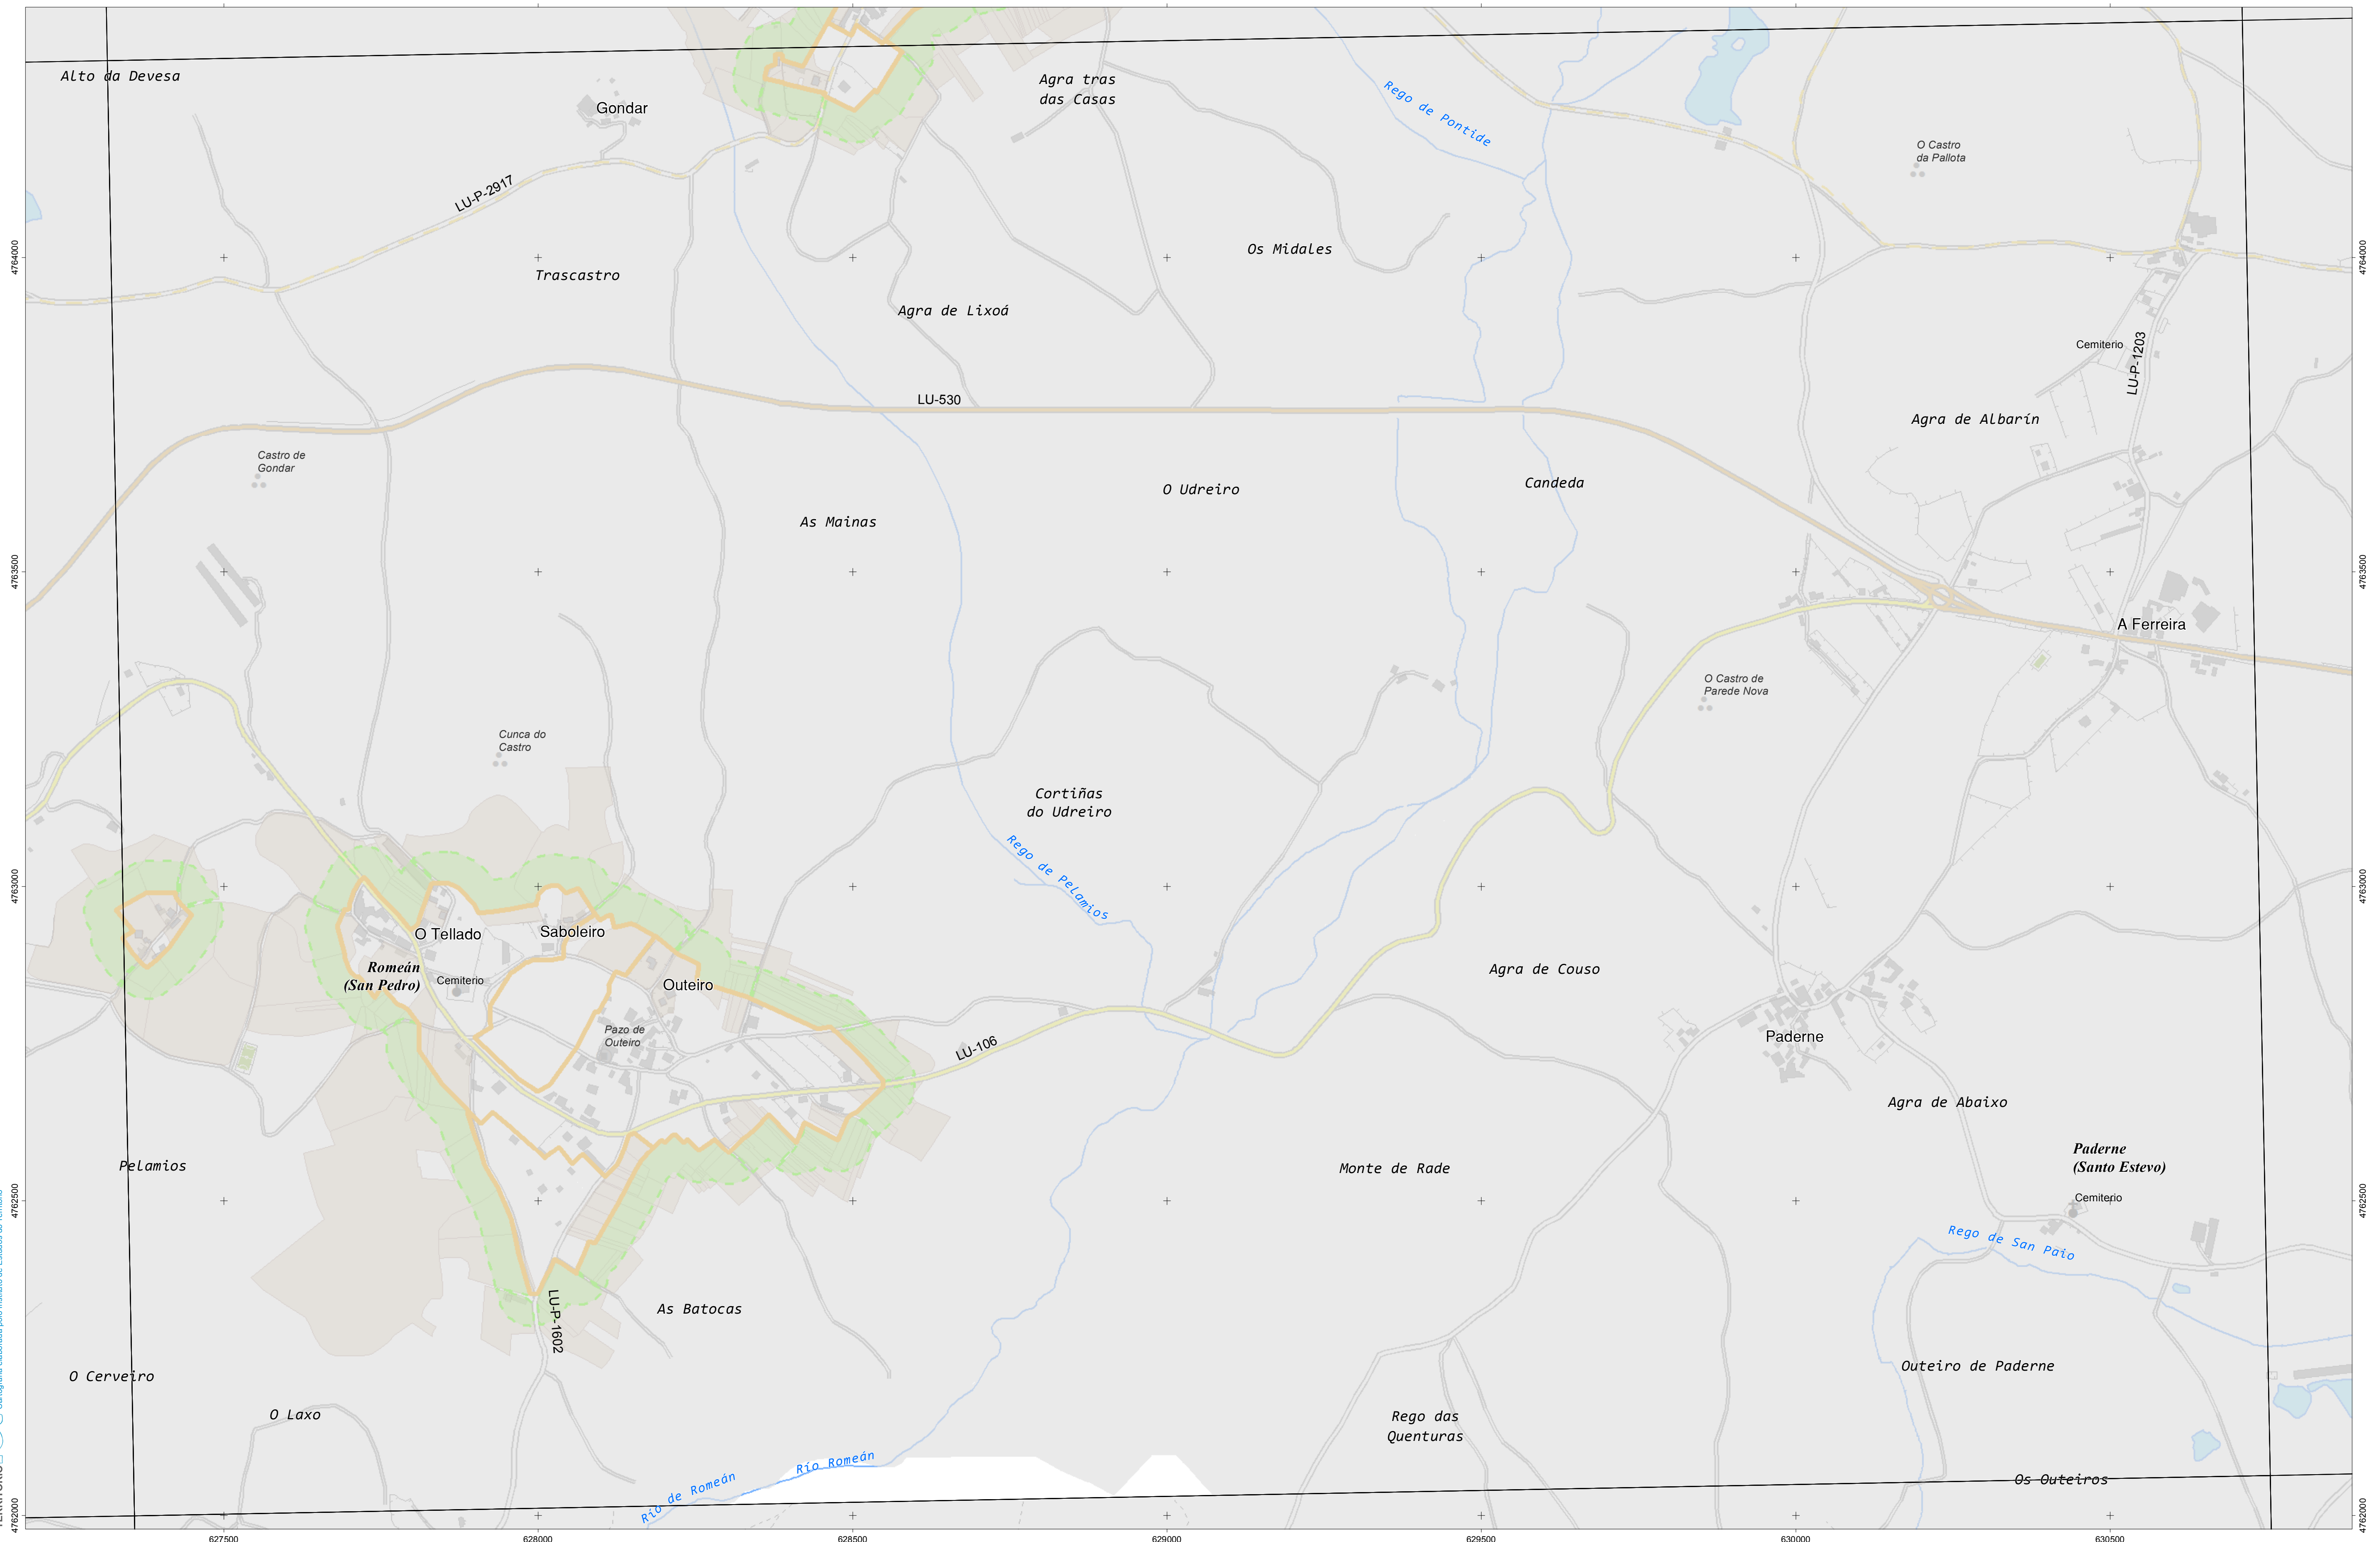 Alto da Devesa
Gondar
Agra tras
das Casas
Rego de Pontide
O Castro
da Pallota
LU-P-2917
4764000
Trascastro
Os Midales
4764000
Agra de Lixoá
Cemiterio
LU-P-1203
LU-530
Agra de Albarín
Castro de
Gondar
O Udreiro
Candeda
As Mainas
4763500
4763500
A Ferreira
O Castro de
Parede Nova
Cunca do
Castro
Cortiñas
do Udreiro
Rego de Pelamios
4763000
4763000
O Tellado
Saboleiro
Romeán
(San Pedro)
Cemiterio
Outeiro
Agra de Couso
Pazo de
Outeiro
LU-106
Paderne
Agra de Abaixo
Pelamios
Monte de Rade
Paderne
(Santo Estevo)
4762500
Cemiterio
4762500
Rego de San Paio
As Batocas
LU-P-1602
O Cerveiro
Outeiro de Paderne
O Laxo
Rego das
Quenturas
Río Romeán
Río de Romeán
Os Outeiros
4762000
4762000
627500
628000
628500
629000
629500
630000
630500